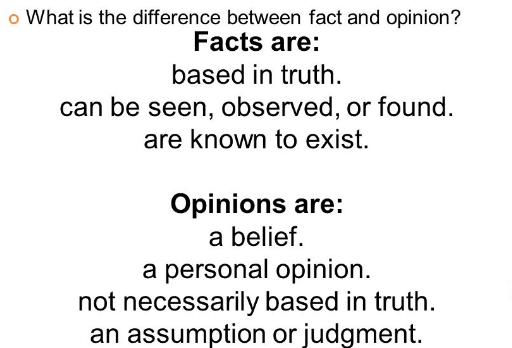 What is the difference between fact and opinion?
Facts are:
based in truth.
can be seen, observed, or found.
are known to exist.
Opinions are:
a belief.
a personal opinion.
not necessarily based in truth.
an assumption or judgment.